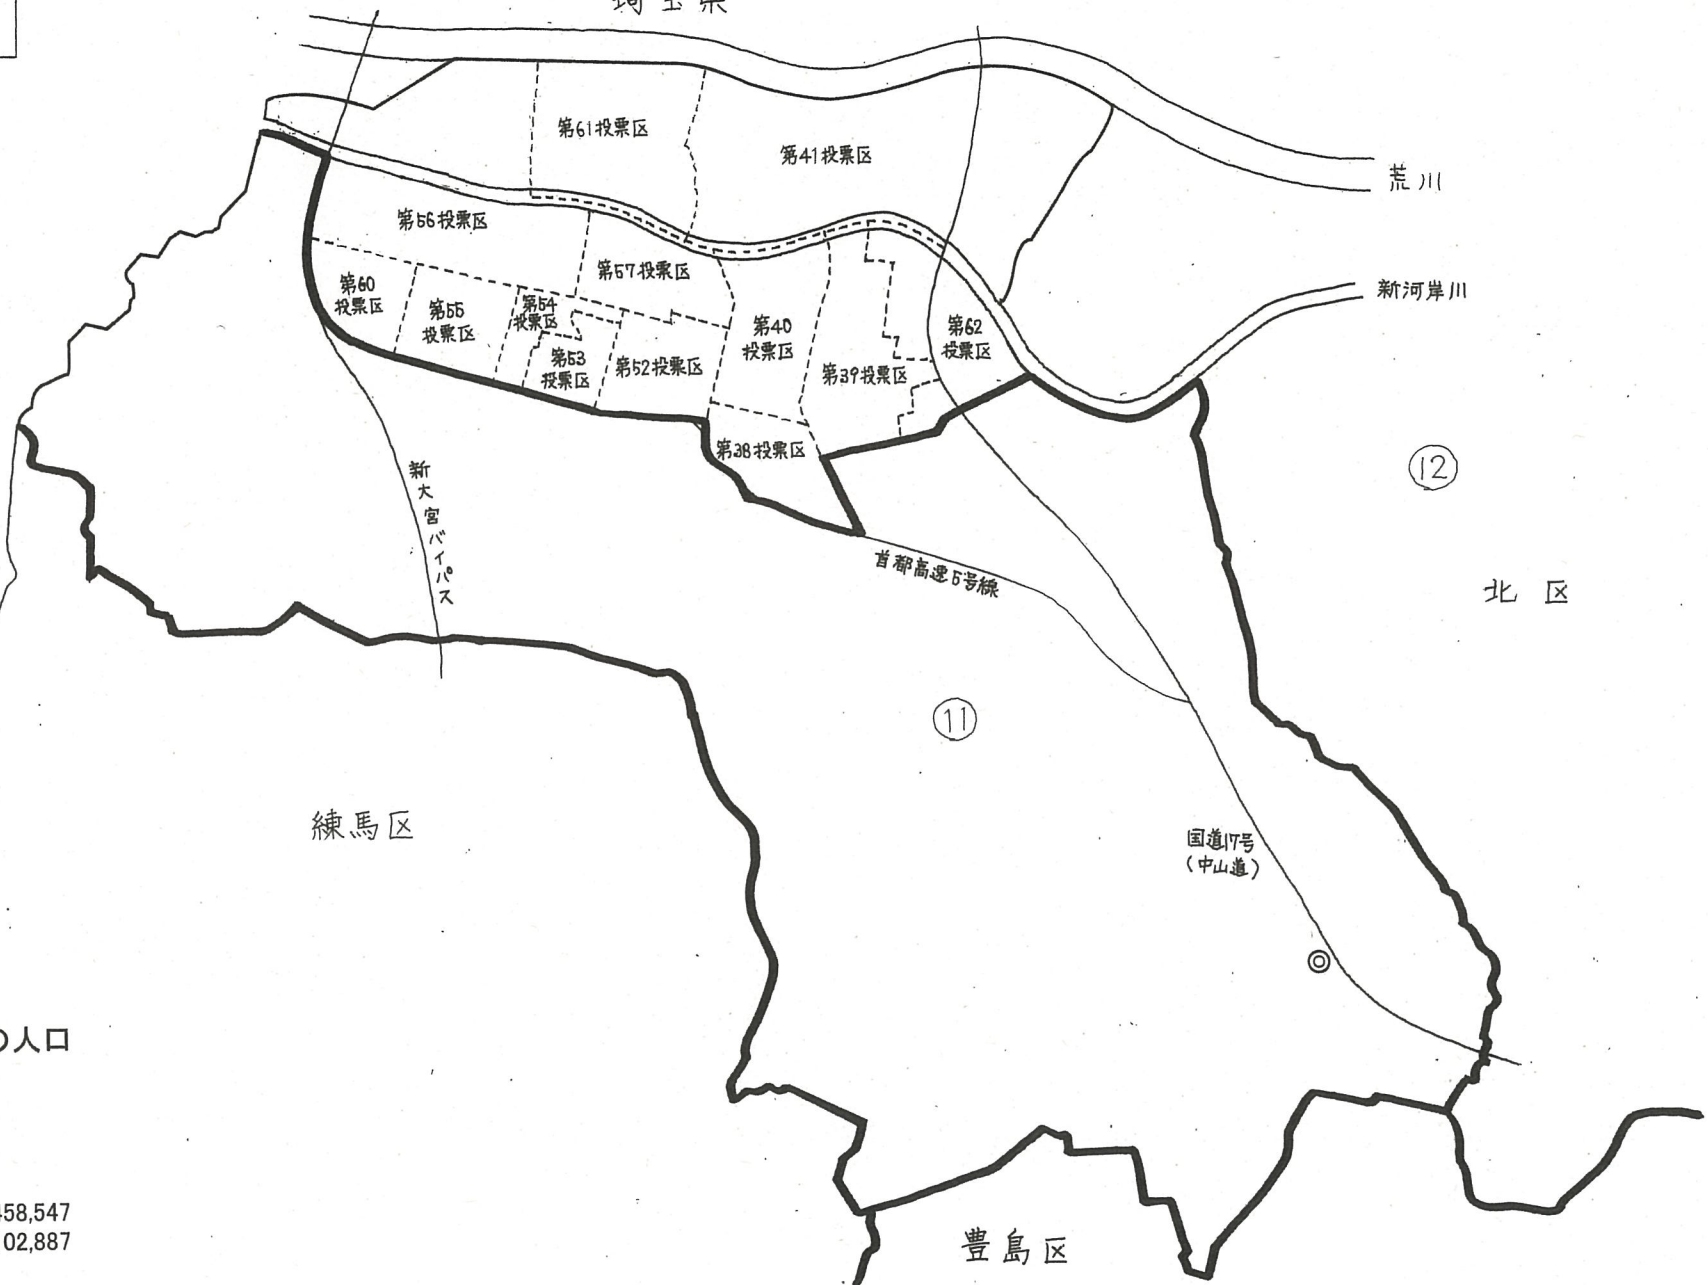 埼玉県
第61投票区
第41投票区
荒川
第56投票区
第57投票区
新河岸川
第60
投票区
第55
投票区
第54
投票区
第53
投票区
第52投票区
第40
投票区
第39投票区
第62
投票区
第38投票区
新大宮バイパス
首都高速5号線
⑫
北区
⑪
練馬区
国道17号
(中山道)
の人口
58,547
02,887
豊島区